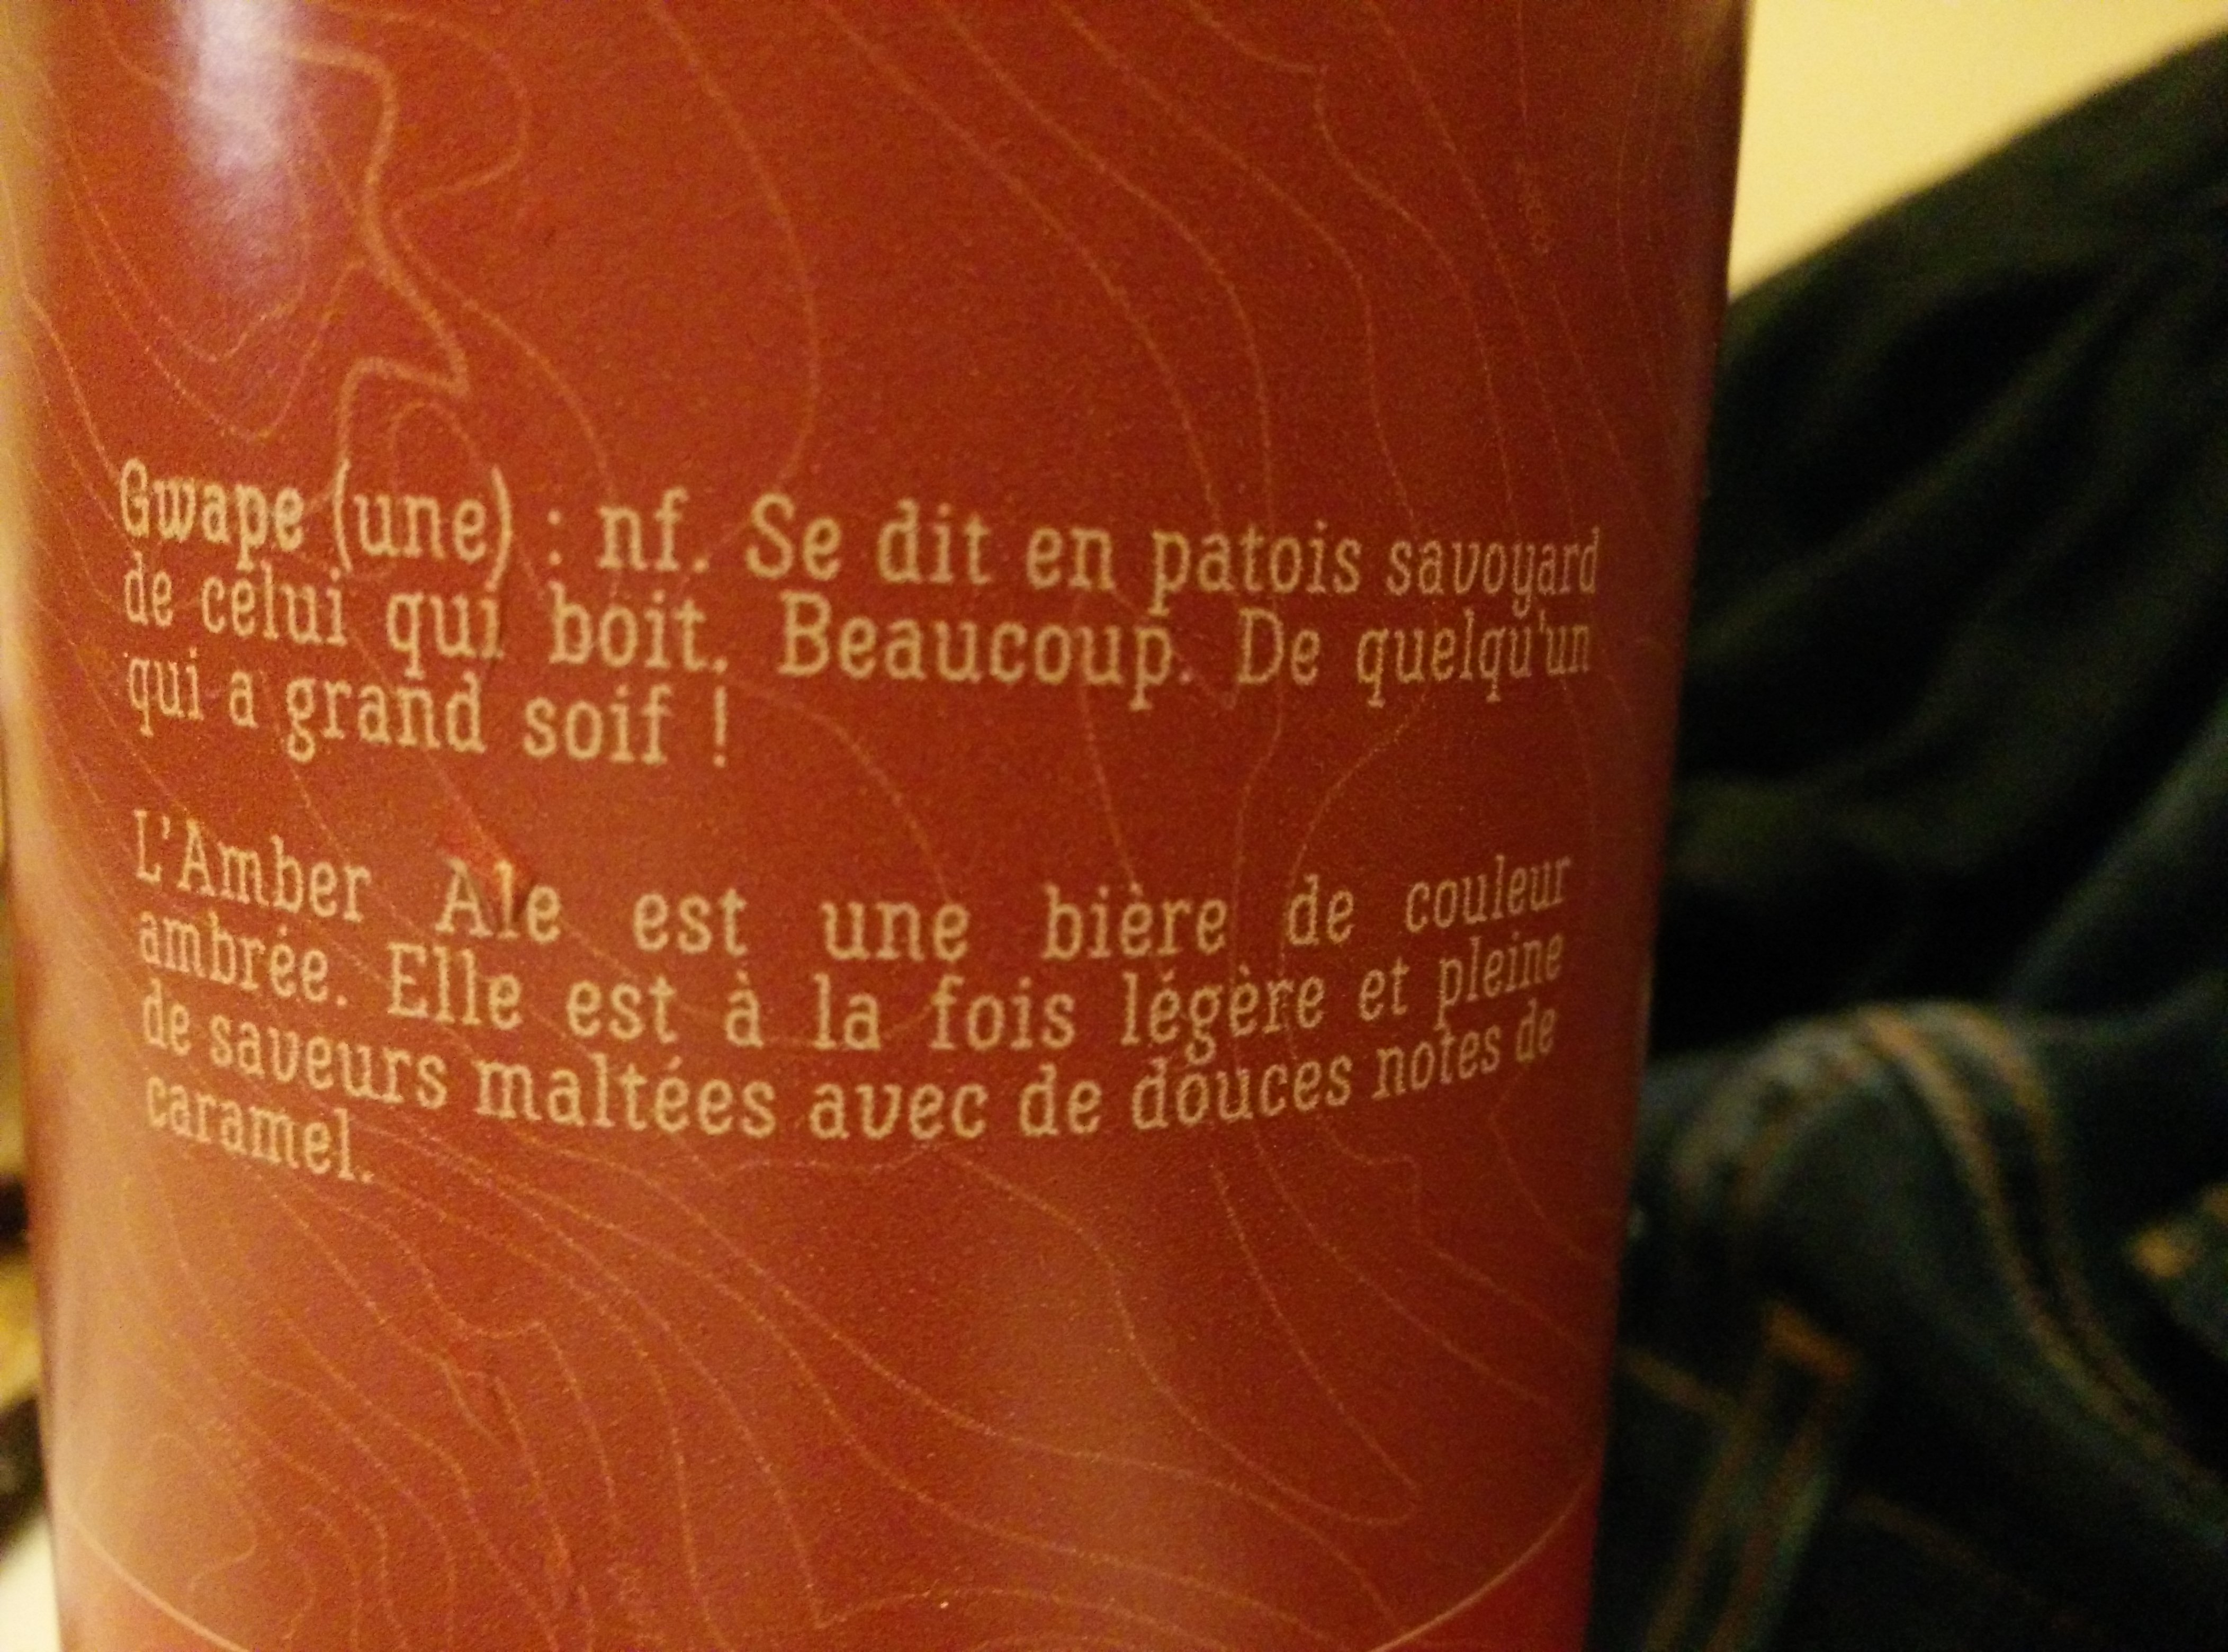 Gwape (une) : nf. Se dit en patois savoyard
de celui qui boit. Beaucoup. De quelqu'un
qui a grand soif !
L'Amber Ale est une bière de couleur
ambrée. Elle est à la fois légère et pleine
de saveurs maltées avec de douces notes de
caramel.